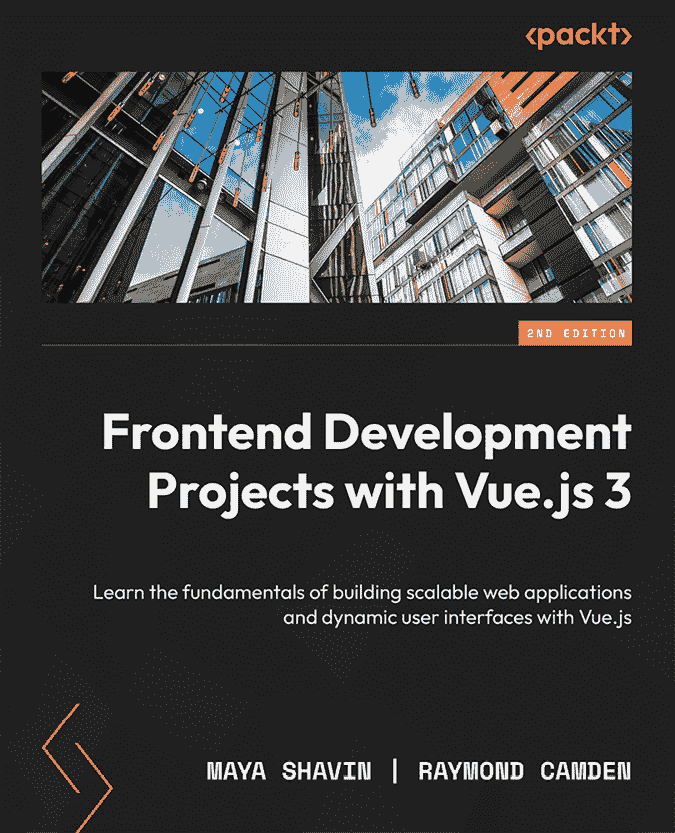 <packt>
2ND EDITION
Frontend Development
Projects with Vue.js 3
Learn the fundamentals of building scalable web applications
and dynamic user interfaces with Vue.js
MAYA SHAVIN | RAYMOND CAMDEN